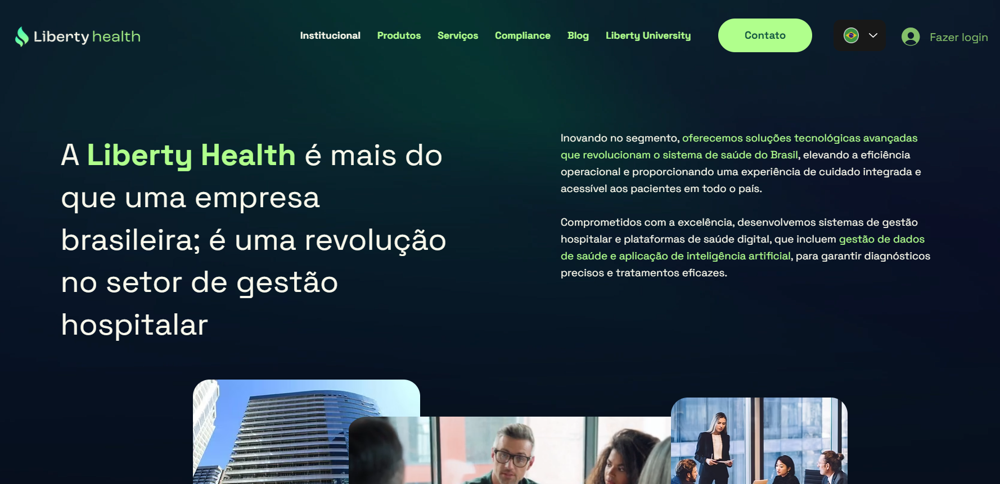 Liberty health
Institucional
Produtos
Serviços
Compliance
Blog
Liberty University
Contato
Fazer login
A Liberty Health é mais do
que uma empresa
brasileira; é uma revolução
no setor de gestão
hospitalar
Inovando no segmento, oferecemos soluções tecnológicas avançadas
que revolucionam o sistema de saúde do Brasil, elevando a eficiência
operacional e proporcionando uma experiência de cuidado integrada e
acessível aos pacientes em todo o país.
Comprometidos com a excelência, desenvolvemos sistemas de gestão
hospitalar e plataformas de saúde digital, que incluem gestão de dados
de saúde e aplicação de inteligência artificial, para garantir diagnósticos
precisos e tratamentos eficazes.